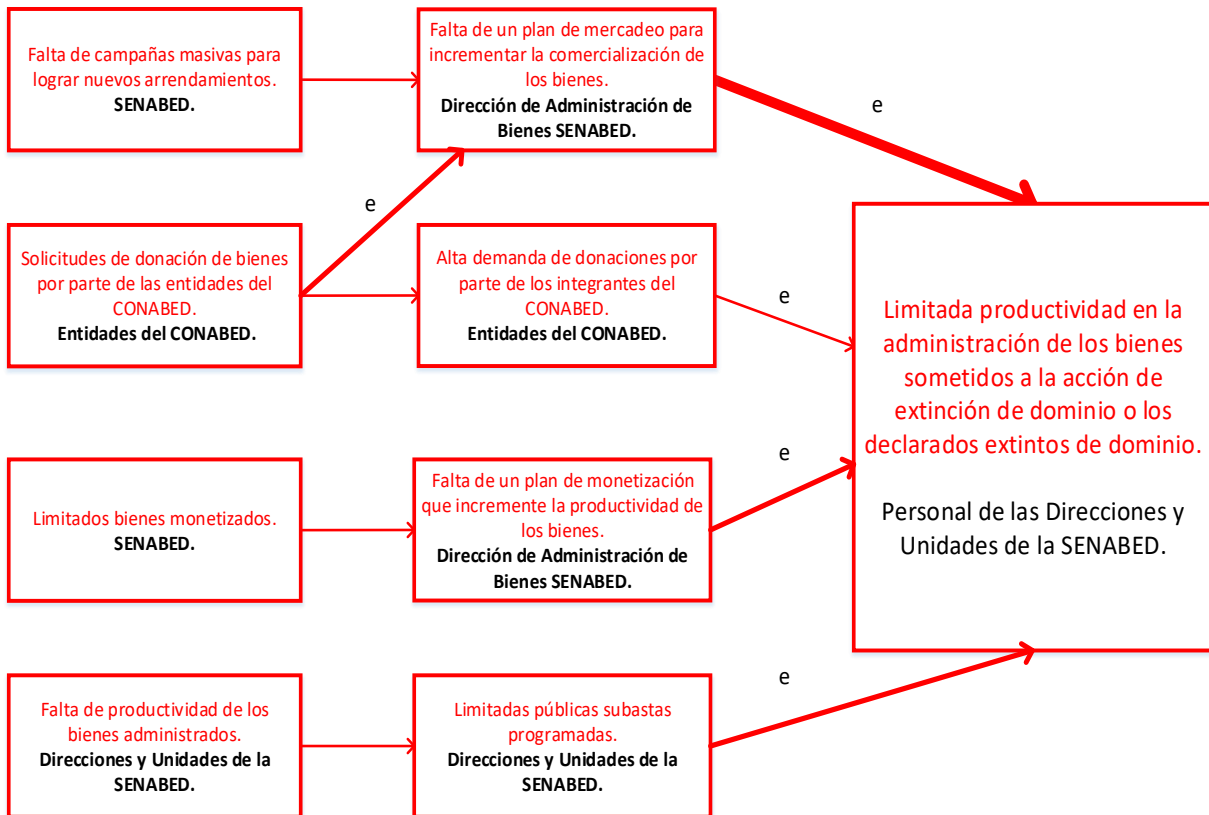 Falta de campañas masivas para
lograr nuevos arrendamientos.
SENABED.
Falta de un plan de mercadeo para
incrementar la comercialización de
los bienes.
Dirección de Administración de
Bienes SENABED.
e
e
Solicitudes de donación de bienes
por parte de las entidades del
CONABED.
Entidades del CONABED.
Alta demanda de donaciones por
parte de los integrantes del
CONABED.
Entidades del CONABED.
e
Limitada productividad en la
administración de los bienes
sometidos a la acción de
extinción de dominio o los
declarados extintos de dominio.
Personal de las Direcciones y
Unidades de la SENABED.
Limitados bienes monetizados.
SENABED.
Falta de un plan de monetización
que incremente la productividad de
los bienes.
Dirección de Administración de
Bienes SENABED.
e
Falta de productividad de los
bienes administrados.
Direcciones y Unidades de la
SENABED.
Limitadas públicas subastas
programadas.
Direcciones y Unidades de la
SENABED.
e